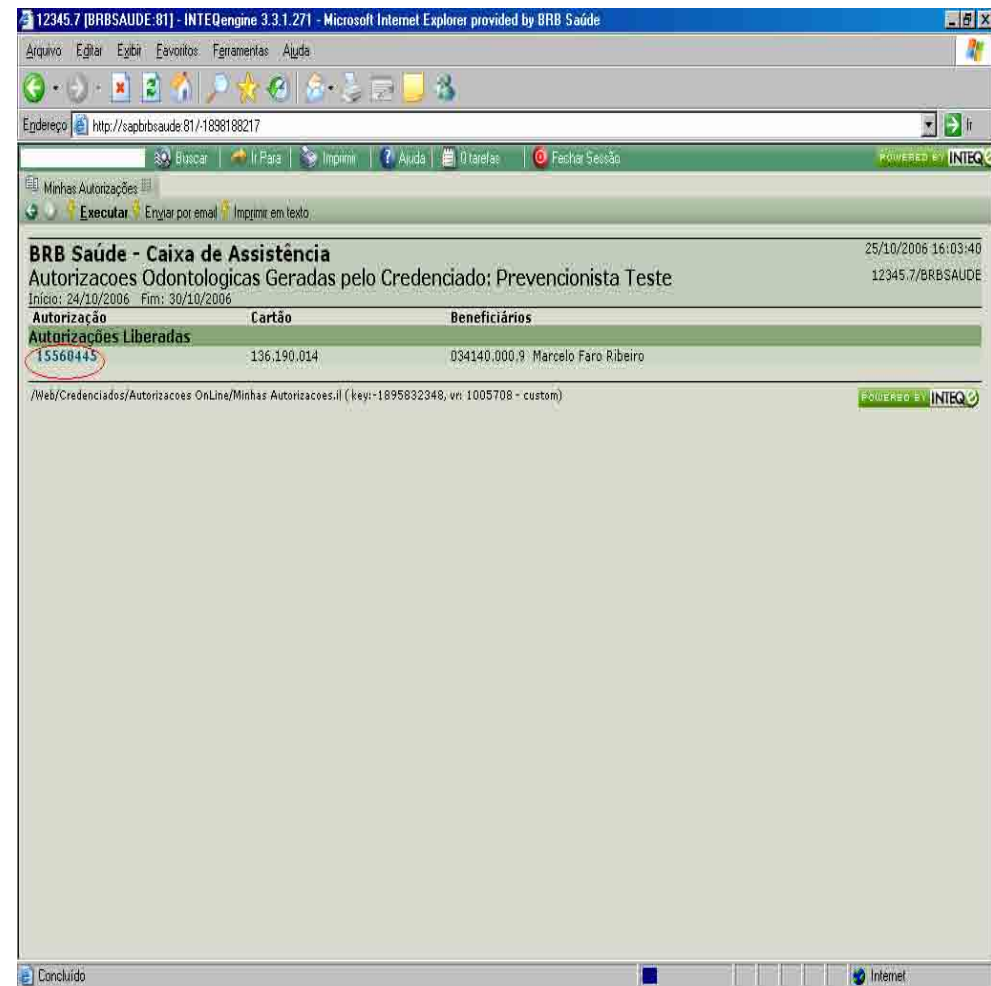 12345.7 [BRBSAUDE:81] - INTEQengine 3.3.1.271 - Microsoft Internet Explorer provided by BRB Saúde
Arquivo Editar Exibir Favoritos Ferramentas Ajuda
Endereço http://sapbrbsaude:81/-1898188217 Ir
Buscar Ir Para Imprimir Ajuda 0 tarefas Fechar Sessão POWERED BY INTEQ
Minhas Autorizações
Executar Enviar por email Imprimir em texto
BRB Saúde - Caixa de Assistência 25/10/2006 16:03:40
Autorizacoes Odontologicas Geradas pelo Credenciado: Prevencionista Teste 12345.7/BRBSAUDE
Início: 24/10/2006 Fim: 30/10/2006
Autorização Cartão Beneficiários
Autorizações Liberadas
15560445 136.190.014 034140.000.9 Marcelo Faro Ribeiro
/Web/Credenciados/Autorizacoes OnLine/Minhas Autorizacoes.il ( key:-1895832348, vr: 1005708 - custom) POWERED BY INTEQ
Concluído Internet